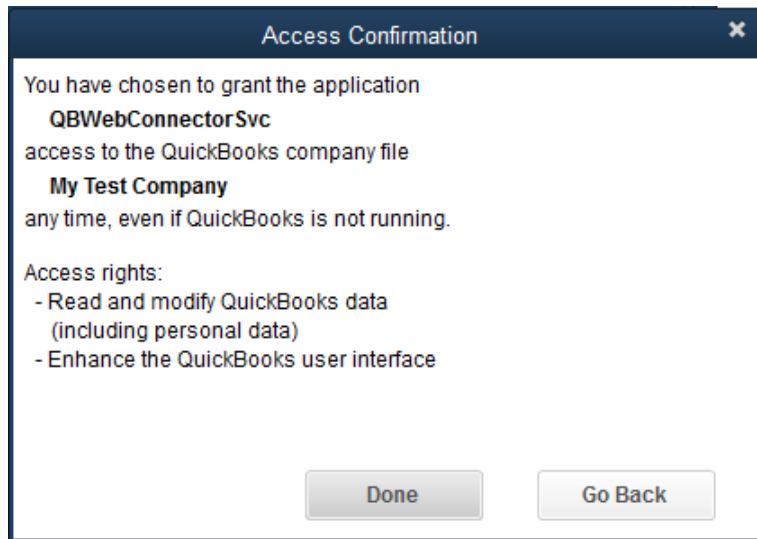 Access Confirmation
You have chosen to grant the application
QBWebConnectorSvc
access to the QuickBooks company file
My Test Company
any time, even if QuickBooks is not running.
Access rights:
- Read and modify QuickBooks data
(including personal data)
- Enhance the QuickBooks user interface
Done
Go Back